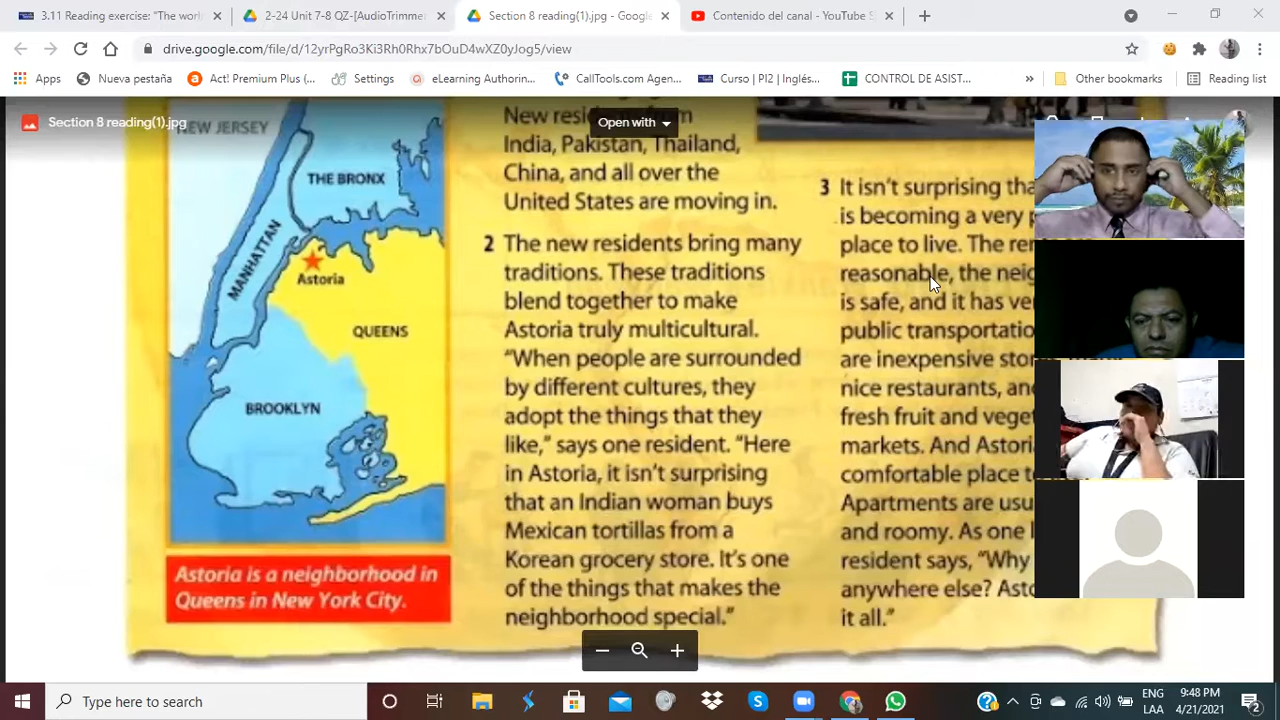 3.11 Reading exercise: "The worl
2-24 Unit 7-8 QZ-[AudioTrimme
Section 8 reading(1).jpg - Google
Contenido del canal - YouTube S
drive.google.com/file/d/12yrPgRo3Ki3Rh0Rhx7bOuD4wXZ0yJog5/view
Apps
Nueva pestaña
Act! Premium Plus (...
Settings
eLearning Authorin...
CallTools.com Agen...
Curso | PI2 | Inglés...
CONTROL DE ASIST...
»
Other bookmarks
Reading list
Section 8 reading(1).jpg
Open with
NEW JERSEY
THE BRONX
MANHATTAN
Astoria
QUEENS
BROOKLYN
Astoria is a neighborhood in
Queens in New York City.
New
India, Pakistan, Thailand,
China, and all over the
United States are moving in.
2 The new residents bring many
traditions. These traditions
blend together to make
Astoria truly multicultural.
"When people are surrounded
by different cultures, they
adopt the things that they
like," says one resident. "Here
in Astoria, it isn't surprising
that an Indian woman buys
Mexican tortillas from a
Korean grocery store. It's one
of the things that makes the
neighborhood special."
3 It isn't surprising tha
is becoming a very p
place to live. The re
reasonable, the neig
is safe, and it has ve
public transportatio
are inexpensive sto
nice restaurants, an
fresh fruit and veget
markets. And Astori
comfortable place t
Apartments are usu
and roomy. As one l
resident says, "Why
anywhere else? Asto
it all."
Type here to search
ENG
LAA
9:48 PM
4/21/2021
2